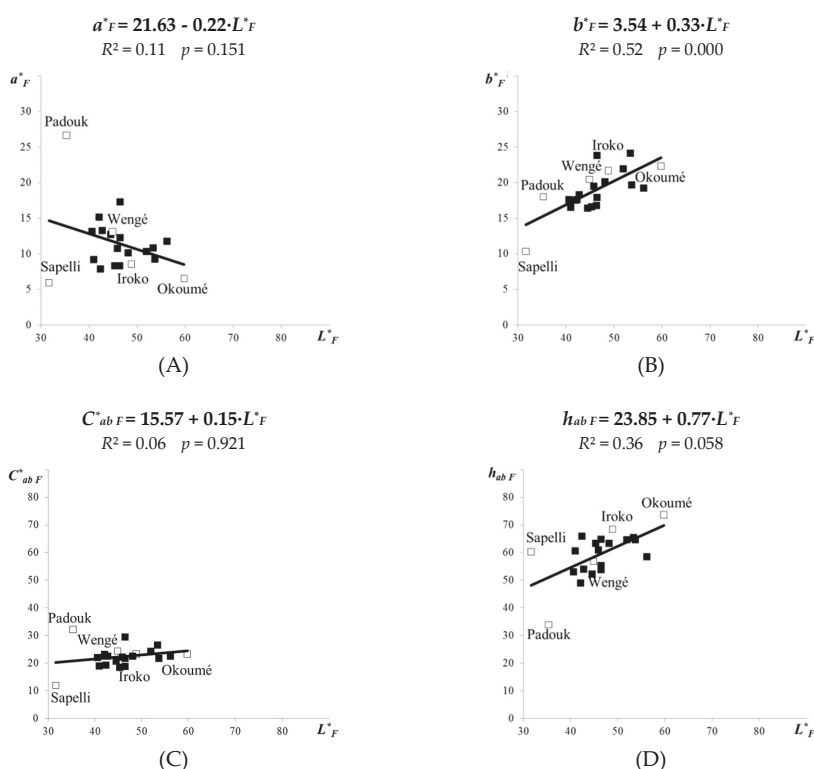 a*F = 21.63 - 0.22·L*F
R² = 0.11 p = 0.151
a*F
35
30
25
20
15
10
5
0
Padouk
Wengé
Sapelli
Iroko
Okoumé
30 40 50 60 70 80 L*F
(A)
b*F = 3.54 + 0.33·L*F
R² = 0.52 p = 0.000
b*F
35
30
25
20
15
10
5
0
Iroko
Wengé
Padouk
Okoumé
Sapelli
30 40 50 60 70 80 L*F
(B)
C*ab F = 15.57 + 0.15·L*F
R² = 0.06 p = 0.921
C*ab F
80
70
60
50
40
30
20
10
0
Padouk
Wengé
Iroko
Okoumé
Sapelli
30 40 50 60 70 80 L*F
(C)
hab F = 23.85 + 0.77·L*F
R² = 0.36 p = 0.058
hab F
80
70
60
50
40
30
20
10
0
Okoumé
Iroko
Sapelli
Wengé
Padouk
30 40 50 60 70 80 L*F
(D)